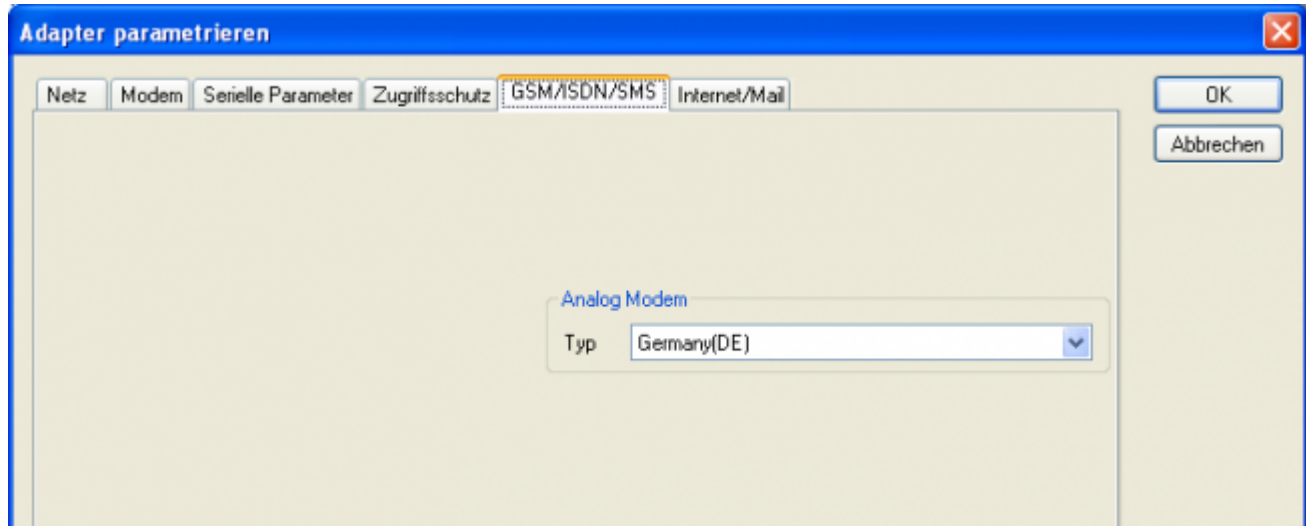 Adapter parametrieren
Netz Modem Serielle Parameter Zugriffsschutz GSM/ISDN/SMS Internet/Mail
OK
Abbrechen
Analog Modem
Typ Germany(DE)